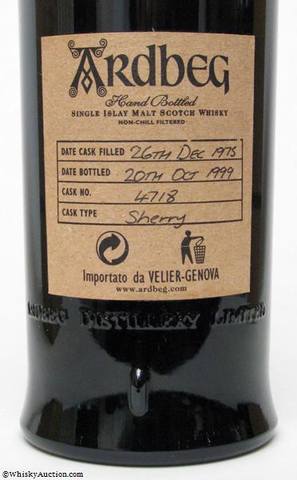 ARDBEG
Hand Bottled
SINGLE ISLAY MALT SCOTCH WHISKY
NON-CHILL FILTERED
DATE CASK FILLED 26TH DEC 1975
DATE BOTTLED 20TH OCT 1999
CASK NO. 4718
CASK TYPE Sherry
Importato da VELIER-GENOVA
www.ardbeg.com
ARDBEG DISTILLERY LIMITED
©WhiskyAuction.com